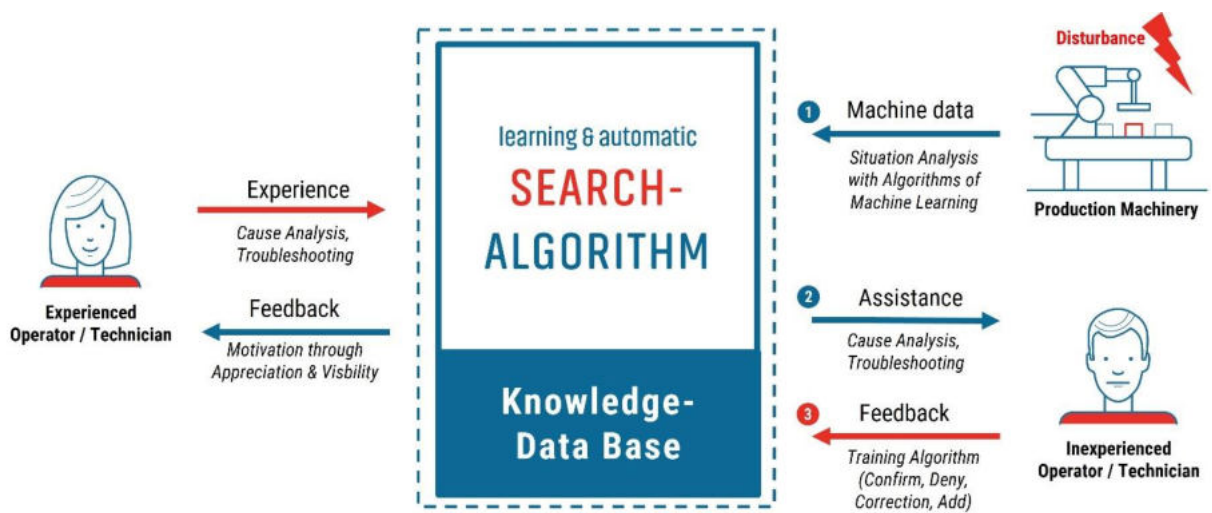 Experience
Cause Analysis,
Troubleshooting
Experienced
Operator / Technician
Feedback
Motivation through
Appreciation & Visbility
learning & automatic
SEARCH-
ALGORITHM
Knowledge-
Data Base
Disturbance
1 Machine data
Situation Analysis
with Algorithms of
Machine Learning
Production Machinery
2 Assistance
Cause Analysis,
Troubleshooting
3 Feedback
Training Algorithm
(Confirm, Deny,
Correction, Add)
Inexperienced
Operator / Technician